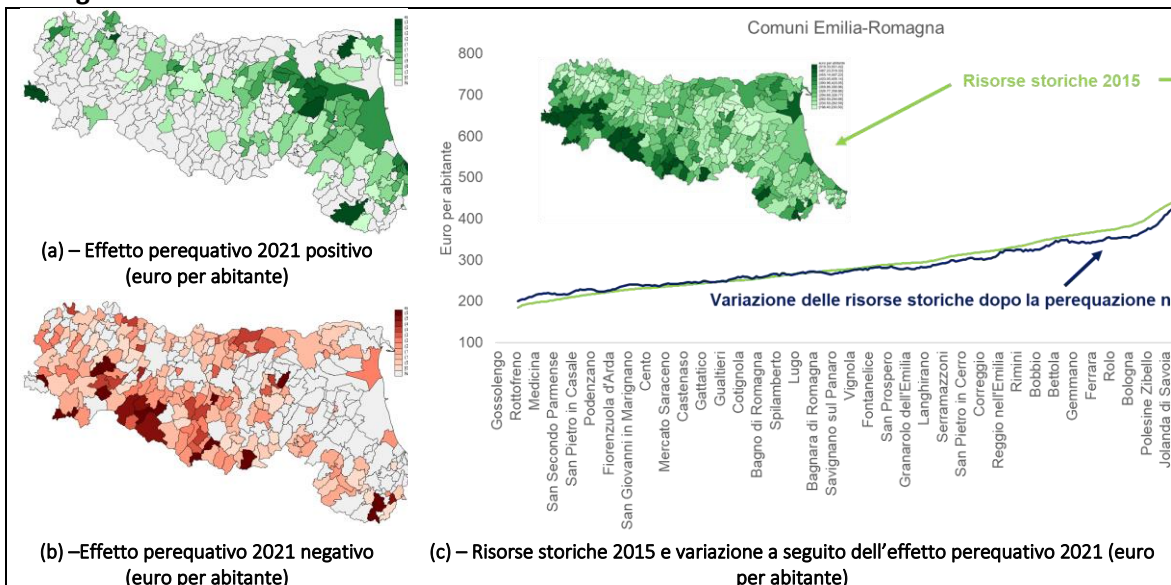 (a) – Effetto perequativo 2021 positivo
(euro per abitante)
(b) –Effetto perequativo 2021 negativo
(euro per abitante)
Comuni Emilia-Romagna
Euro per abitante
800
700
600
500
400
300
200
100
Risorse storiche 2015
Variazione delle risorse storiche dopo la perequazione n
Gossolengo
Rottofreno
Medicina
San Secondo Parmense
San Pietro in Casale
Podenzano
Fiorenzuola d'Arda
San Giovanni in Marignano
Cento
Mercato Saraceno
Castenaso
Gattatico
Gualtieri
Cotignola
Bagno di Romagna
Spilamberto
Lugo
Bagnara di Romagna
Savignano sul Panaro
Vignola
Fontanelice
San Prospero
Granarolo dell'Emilia
Langhirano
Serramazzoni
San Pietro in Cerro
Correggio
Reggio nell'Emilia
Rimini
Bobbio
Bettola
Gemmano
Ferrara
Rolo
Bologna
Polesine Zibello
Jolanda di Savoia
(c) – Risorse storiche 2015 e variazione a seguito dell'effetto perequativo 2021 (euro
per abitante)